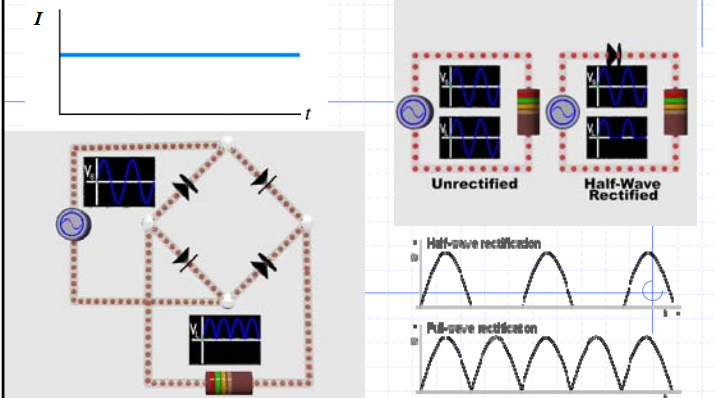 I
t
Unrectified
Half-Wave
Rectified
Half-wave rectification
Full-wave rectification